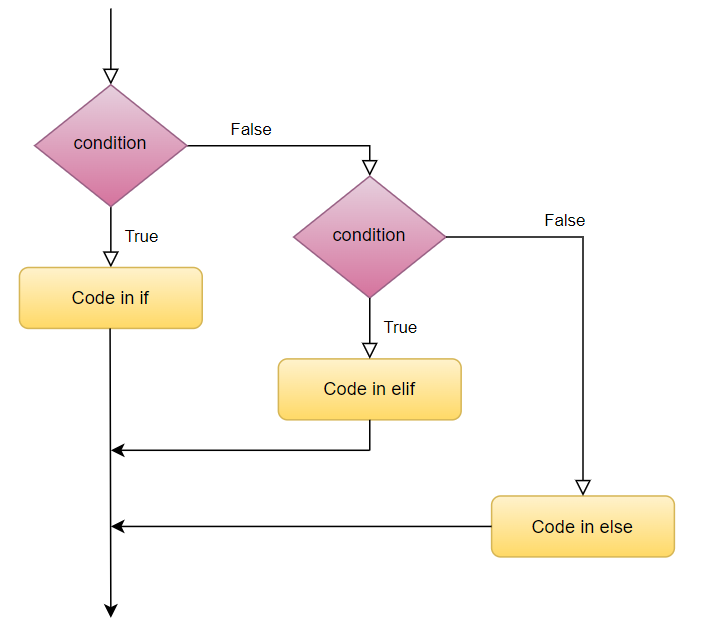 False
condition
False
True
condition
Code in if
True
Code in elif
Code in else